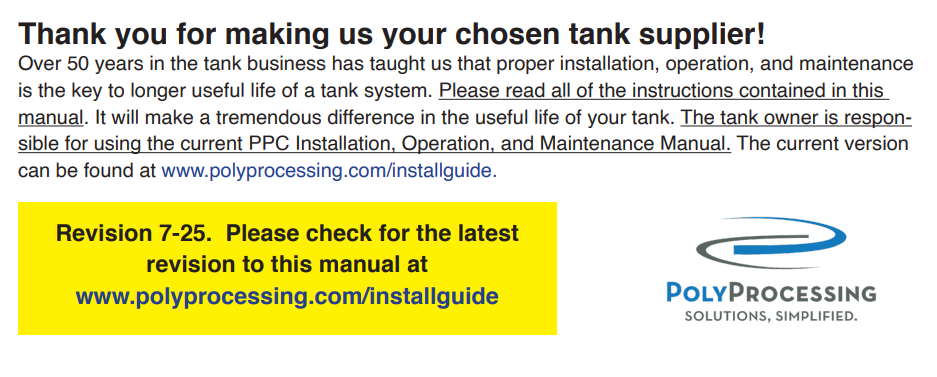 Thank you for making us your chosen tank supplier!
Over 50 years in the tank business has taught us that proper installation, operation, and maintenance
is the key to longer useful life of a tank system. Please read all of the instructions contained in this
manual. It will make a tremendous difference in the useful life of your tank. The tank owner is respon-
sible for using the current PPC Installation, Operation, and Maintenance Manual. The current version
can be found at www.polyprocessing.com/installguide.
Revision 7-25.  Please check for the latest
revision to this manual at
www.polyprocessing.com/installguide
POLYPROCESSING
SOLUTIONS, SIMPLIFIED.